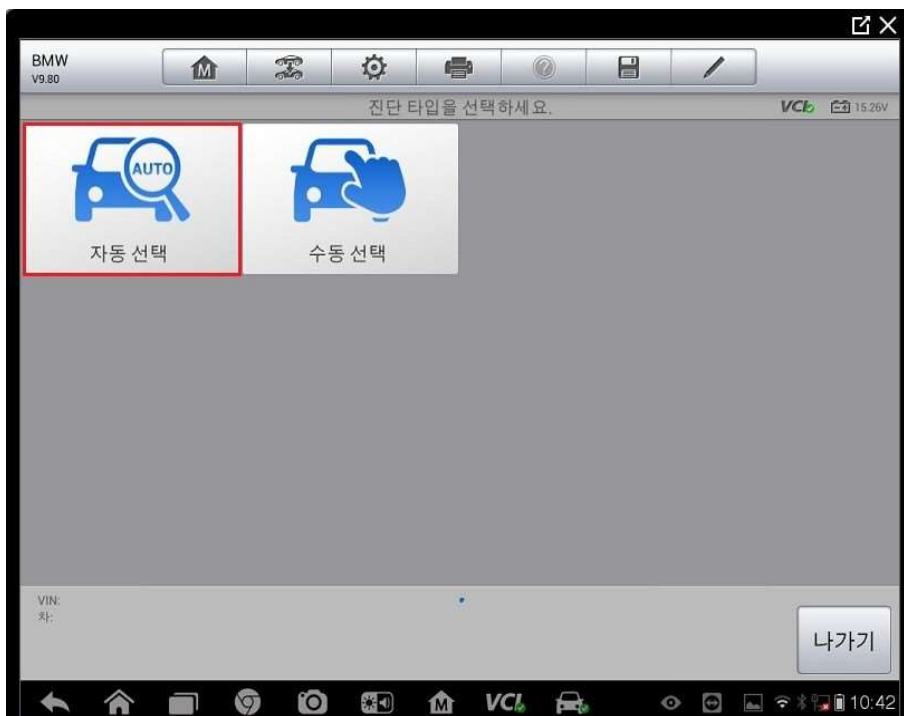 BMW
V9.80
M
진단 타입을 선택하세요.
VCI
15.26V
AUTO
자동 선택
수동 선택
VIN:
차:
나가기
M
VCI
10:42